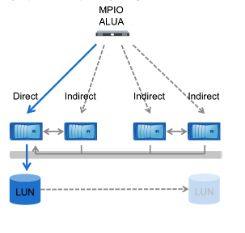 MPIO
ALUA
Direct Indirect Indirect Indirect
LUN LUN